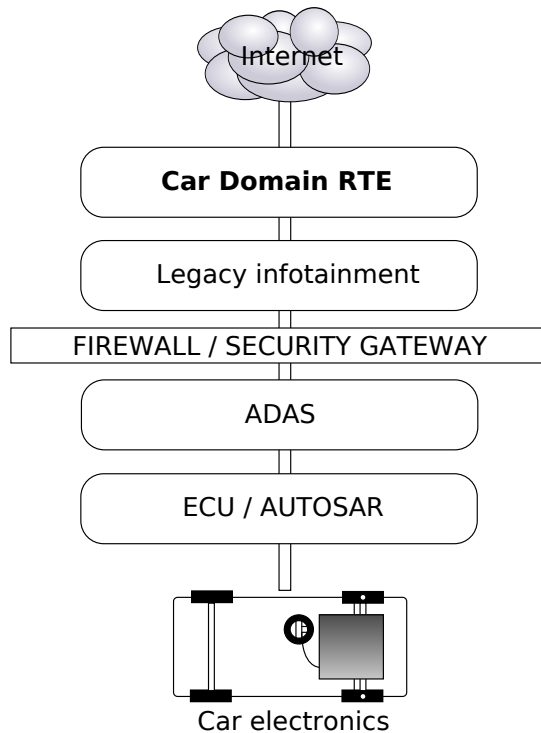 Internet
Car Domain RTE
Legacy infotainment
FIREWALL / SECURITY GATEWAY
ADAS
ECU / AUTOSAR
Car electronics